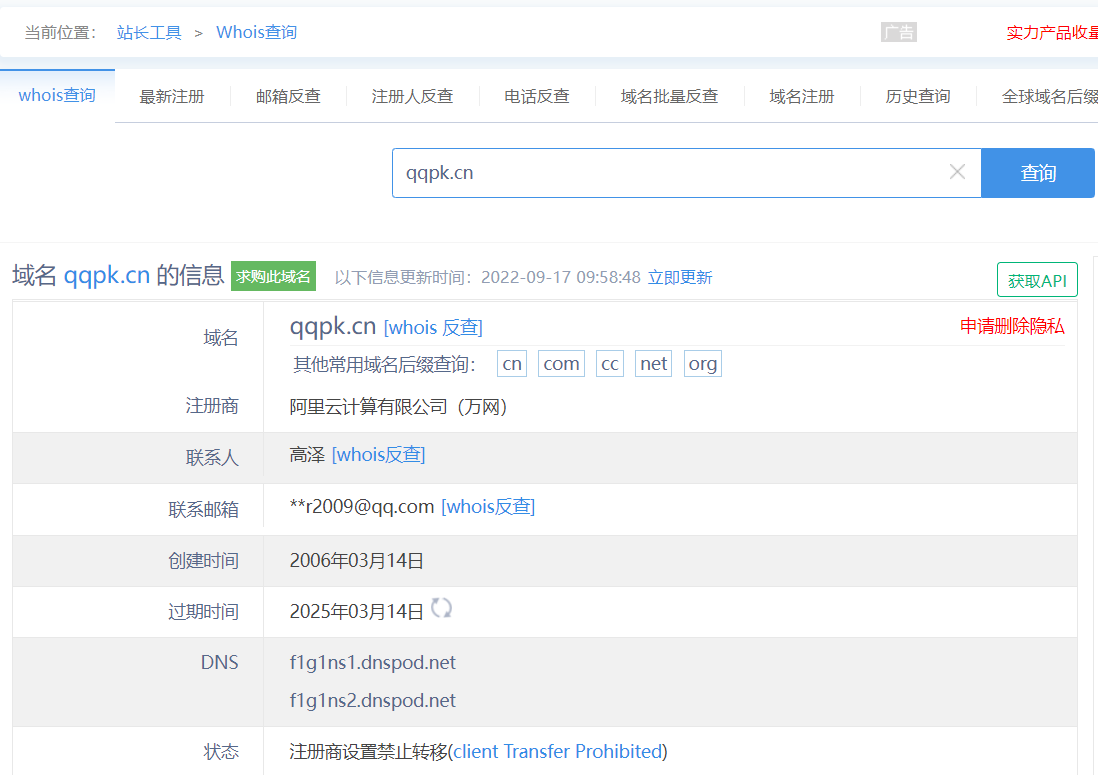 当前位置： 站长工具 > Whois查询 广告 实力产品收量
whois查询 最新注册 邮箱反查 注册人反查 电话反查 域名批量反查 域名注册 历史查询 全球域名后缀
qqpk.cn 查询
域名 qqpk.cn 的信息 求购此域名 以下信息更新时间：2022-09-17 09:58:48 立即更新 获取API
域名 qqpk.cn [whois 反查] 申请删除隐私
其他常用域名后缀查询： cn com cc net org
注册商 阿里云计算有限公司（万网）
联系人 高泽 [whois反查]
联系邮箱 **r2009@qq.com [whois反查]
创建时间 2006年03月14日
过期时间 2025年03月14日
DNS f1g1ns1.dnspod.net
f1g1ns2.dnspod.net
状态 注册商设置禁止转移(client Transfer Prohibited)